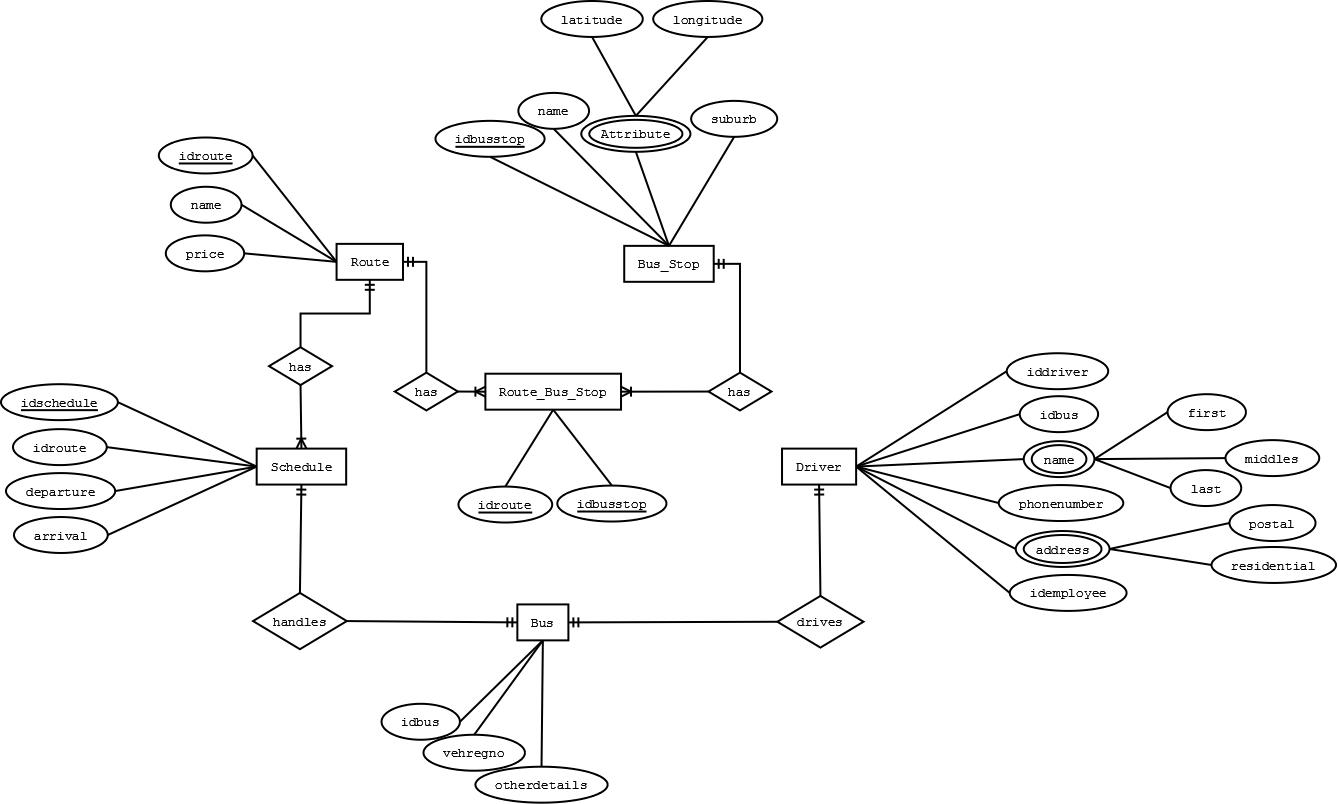 latitude
longitude
name
suburb
Attribute
idbusstop
idroute
name
price
Route
Bus_Stop
has
has
Route_Bus_Stop
has
iddriver
idschedule
idbus
first
idroute
name
middles
Schedule
Driver
last
departure
idroute
idbusstop
phonenumber
postal
arrival
address
residential
idemployee
handles
Bus
drives
idbus
vehregno
otherdetails